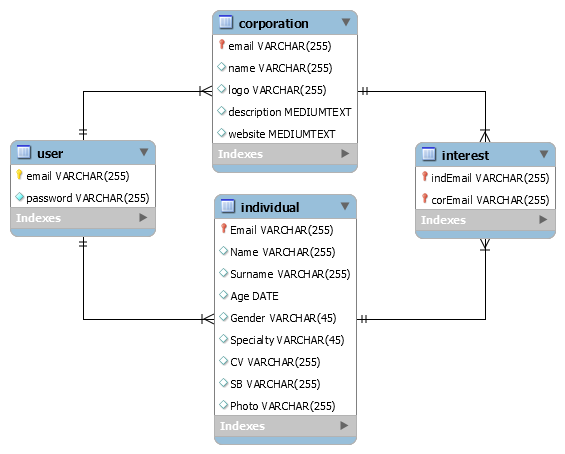 corporation
email VARCHAR(255)
name VARCHAR(255)
logo VARCHAR(255)
description MEDIUMTEXT
website MEDIUMTEXT
Indexes
user
email VARCHAR(255)
password VARCHAR(255)
Indexes
interest
indEmail VARCHAR(255)
corEmail VARCHAR(255)
Indexes
individual
Email VARCHAR(255)
Name VARCHAR(255)
Surname VARCHAR(255)
Age DATE
Gender VARCHAR(45)
Specialty VARCHAR(45)
CV VARCHAR(255)
SB VARCHAR(255)
Photo VARCHAR(255)
Indexes